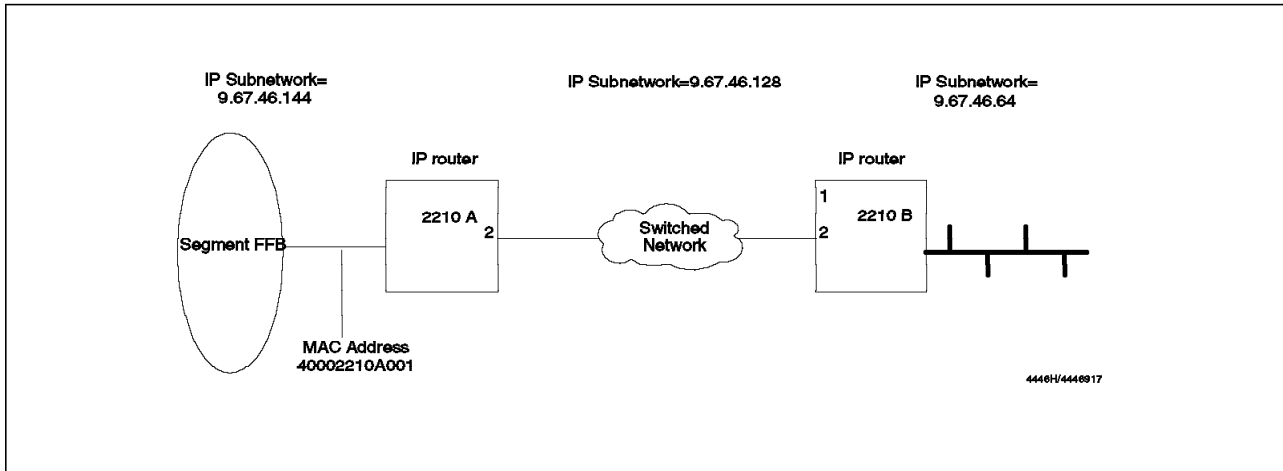 IP Subnetwork=
9.67.46.144
IP Subnetwork=9.67.46.128
IP Subnetwork=
9.67.46.64
IP router
IP router
2210 A
2
Segment FFB
Switched
Network
1
2210 B
2
MAC Address
40002210A001
4446H/4446917